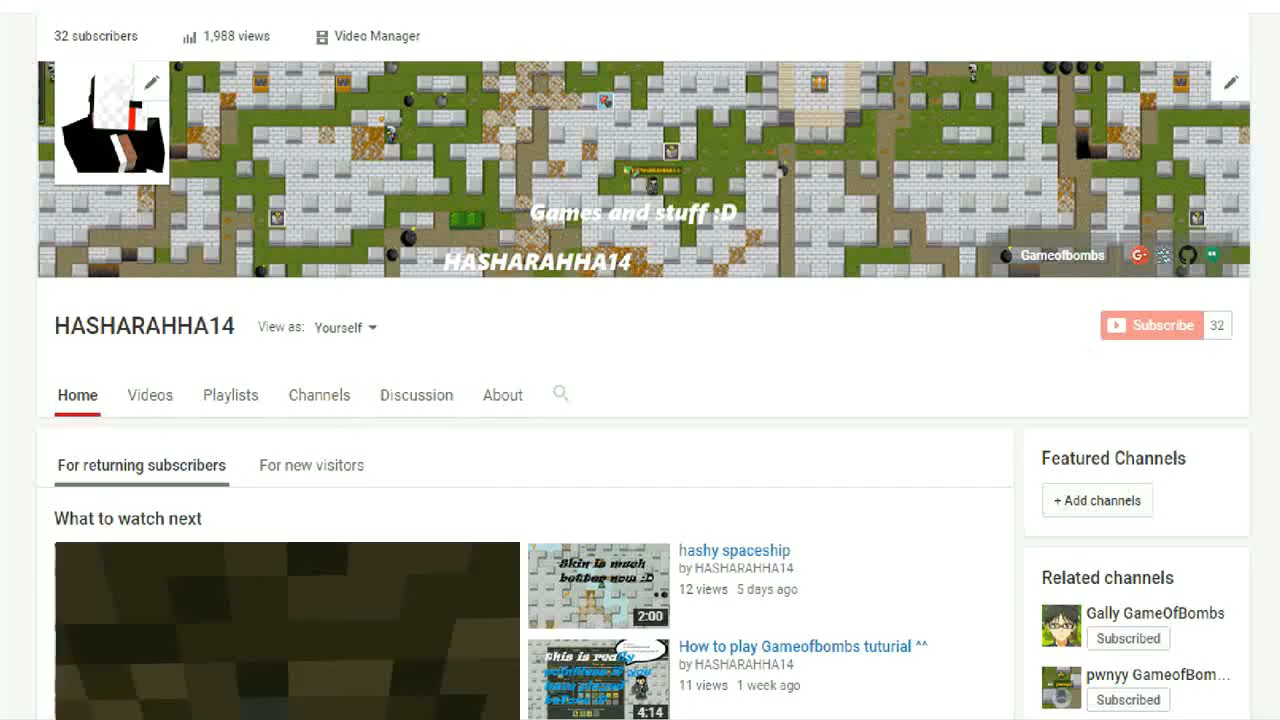 32 subscribers 1,988 views Video Manager
Games and stuff :D
HASHARAHHA14
Gameofbombs
HASHARAHHA14 View as: Yourself
Subscribe 32
Home Videos Playlists Channels Discussion About
For returning subscribers For new visitors
What to watch next
Skin is much
better now :D
2:00
hashy spaceship
by HASHARAHHA14
12 views 5 days ago
this is really
4:14
How to play Gameofbombs tuturial ^^
by HASHARAHHA14
11 views 1 week ago
Featured Channels
+ Add channels
Related channels
Gally GameOfBombs
Subscribed
pwnyy GameofBom...
Subscribed